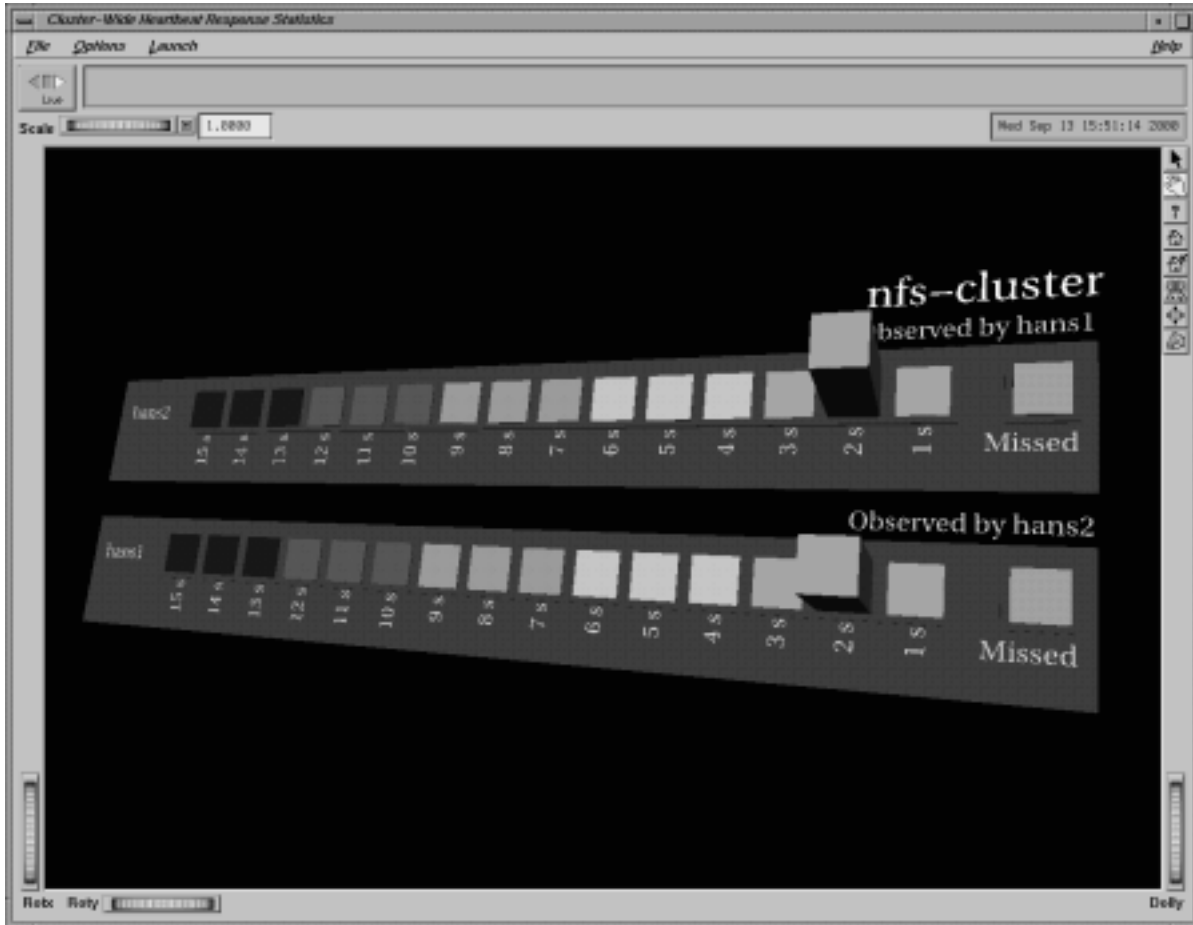 Cluster-Wide Heartbeat Response Statistics
File Options Launch Help
Live
Scale 1.0000 Wed Sep 13 15:51:14 2000
nfs-cluster
Observed by hans1
hans2
15 s 14 s 13 s 12 s 11 s 10 s 9 s 8 s 7 s 6 s 5 s 4 s 3 s 2 s 1 s Missed
Observed by hans2
hans1
15 s 14 s 13 s 12 s 11 s 10 s 9 s 8 s 7 s 6 s 5 s 4 s 3 s 2 s 1 s Missed
Rotx Roty Dolly